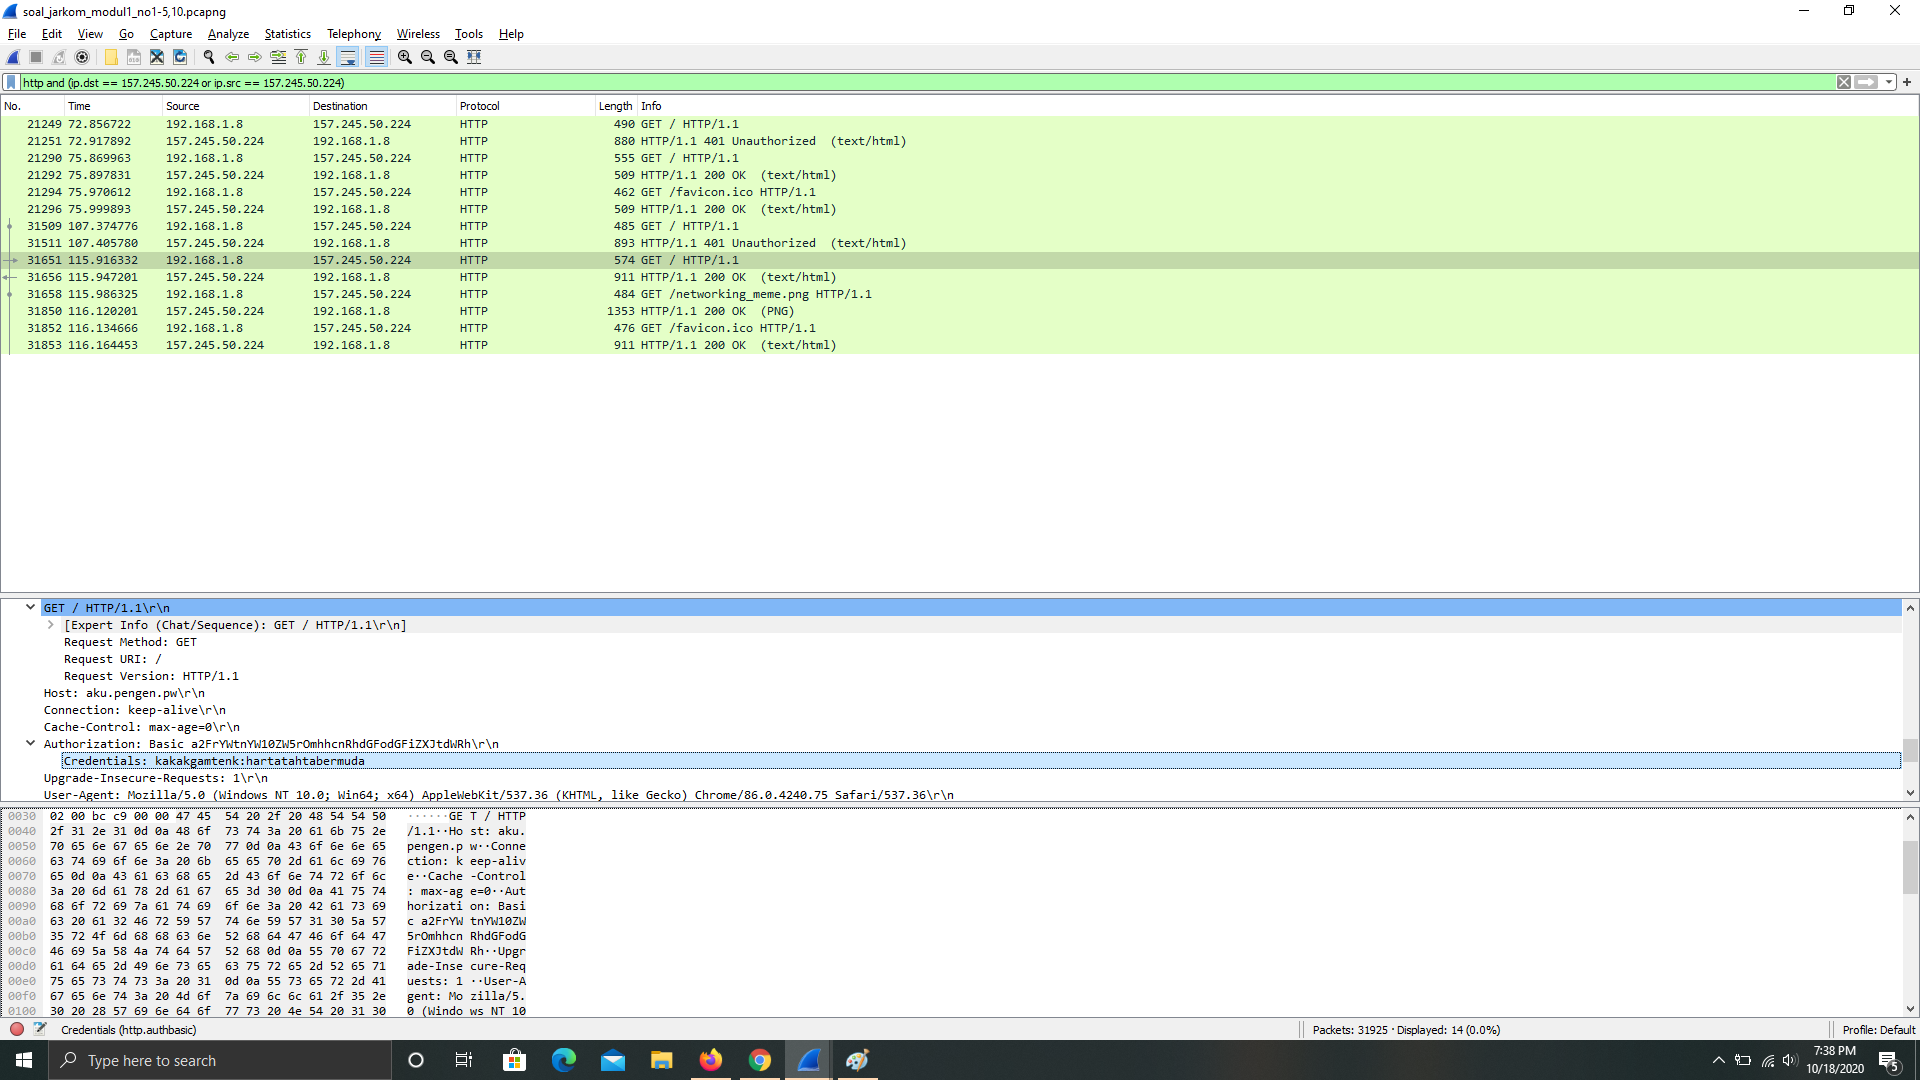 soal_jarkom_modul1_no1-5,10.pcapng
File Edit View Go Capture Analyze Statistics Telephony Wireless Tools Help
http and (ip.dst == 157.245.50.224 or ip.src == 157.245.50.224)
No. Time Source Destination Protocol Length Info
21249 72.856722 192.168.1.8 157.245.50.224 HTTP 490 GET / HTTP/1.1
21251 72.917892 157.245.50.224 192.168.1.8 HTTP 880 HTTP/1.1 401 Unauthorized (text/html)
21290 75.869963 192.168.1.8 157.245.50.224 HTTP 555 GET / HTTP/1.1
21292 75.897831 157.245.50.224 192.168.1.8 HTTP 509 HTTP/1.1 200 OK (text/html)
21294 75.970612 192.168.1.8 157.245.50.224 HTTP 462 GET /favicon.ico HTTP/1.1
21296 75.999893 157.245.50.224 192.168.1.8 HTTP 509 HTTP/1.1 200 OK (text/html)
31509 107.374776 192.168.1.8 157.245.50.224 HTTP 485 GET / HTTP/1.1
31511 107.405780 157.245.50.224 192.168.1.8 HTTP 893 HTTP/1.1 401 Unauthorized (text/html)
31651 115.916332 192.168.1.8 157.245.50.224 HTTP 574 GET / HTTP/1.1
31656 115.947201 157.245.50.224 192.168.1.8 HTTP 911 HTTP/1.1 200 OK (text/html)
31658 115.986325 192.168.1.8 157.245.50.224 HTTP 484 GET /networking_meme.png HTTP/1.1
31850 116.120201 157.245.50.224 192.168.1.8 HTTP 1353 HTTP/1.1 200 OK (PNG)
31852 116.134666 192.168.1.8 157.245.50.224 HTTP 476 GET /favicon.ico HTTP/1.1
31853 116.164453 157.245.50.224 192.168.1.8 HTTP 911 HTTP/1.1 200 OK (text/html)
GET / HTTP/1.1\r\n
[Expert Info (Chat/Sequence): GET / HTTP/1.1\r\n]
Request Method: GET
Request URI: /
Request Version: HTTP/1.1
Host: aku.pengen.pw\r\n
Connection: keep-alive\r\n
Cache-Control: max-age=0\r\n
Authorization: Basic a2FrYWtnYW10ZW5rOmhhcnRhdGFodGFiZXJtdWRh\r\n
Credentials: kakakgamtenk:hartatahtabermuda
Upgrade-Insecure-Requests: 1\r\n
User-Agent: Mozilla/5.0 (Windows NT 10.0; Win64; x64) AppleWebKit/537.36 (KHTML, like Gecko) Chrome/86.0.4240.75 Safari/537.36\r\n
0030 02 00 bc c9 00 00 47 45 54 20 2f 20 48 54 54 50 ······GE T / HTTP
0040 2f 31 2e 31 0d 0a 48 6f 73 74 3a 20 61 6b 75 2e /1.1··Ho st: aku.
0050 70 65 6e 67 65 6e 2e 70 77 0d 0a 43 6f 6e 6e 65 pengen.p w··Conne
0060 63 74 69 6f 6e 3a 20 6b 65 65 70 2d 61 6c 69 76 ction: k eep-aliv
0070 65 0d 0a 43 61 63 68 65 2d 43 6f 6e 74 72 6f 6c e··Cache -Control
0080 3a 20 6d 61 78 2d 61 67 65 3d 30 0d 0a 41 75 74 : max-ag e=0··Aut
0090 68 6f 72 69 7a 61 74 69 6f 6e 3a 20 42 61 73 69 horizati on: Basi
00a0 63 20 61 32 46 72 59 57 74 6e 59 57 31 30 5a 57 c a2FrYW tnYW10ZW
00b0 35 72 4f 6d 68 68 63 6e 52 68 64 47 46 6f 64 47 5rOmhhcn RhdGFodG
00c0 46 69 5a 58 4a 74 64 57 52 68 0d 0a 55 70 67 72 FiZXJtdW Rh··Upgr
00d0 61 64 65 2d 49 6e 73 65 63 75 72 65 2d 52 65 71 ade-Inse cure-Req
00e0 75 65 73 74 73 3a 20 31 0d 0a 55 73 65 72 2d 41 uests: 1 ··User-A
00f0 67 65 6e 74 3a 20 4d 6f 7a 69 6c 6c 61 2f 35 2e gent: Mo zilla/5.
0100 30 20 28 57 69 6e 64 6f 77 73 20 4e 54 20 31 30 0 (Windo ws NT 10
Credentials (http.authbasic) Packets: 31925 · Displayed: 14 (0.0%) Profile: Default
Type here to search
7:38 PM
10/18/2020
5